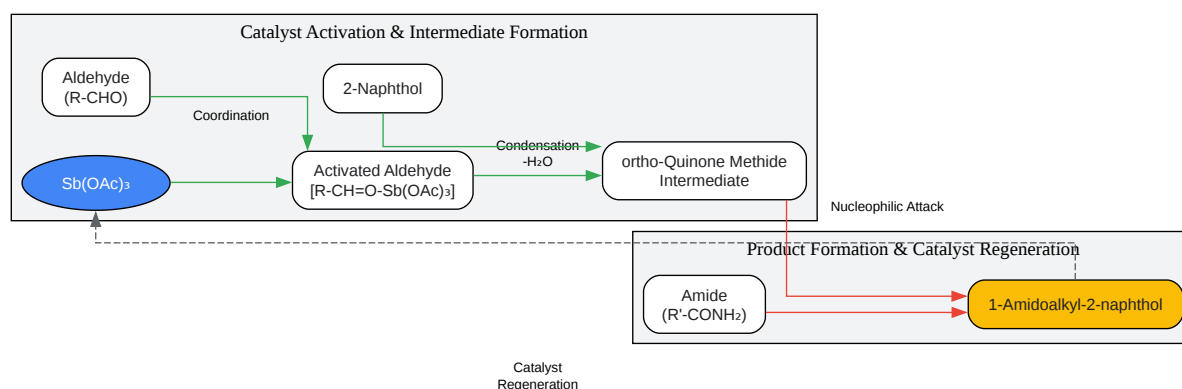 Catalyst Activation & Intermediate Formation
Aldehyde
(R-CHO)
2-Naphthol
Coordination
Condensation
-H₂O
Sb(OAc)₃
Activated Aldehyde
[R-CH=O-Sb(OAc)₃]
ortho-Quinone Methide
Intermediate
Nucleophilic Attack
Product Formation & Catalyst Regeneration
Amide
(R'-CONH₂)
1-Amidoalkyl-2-naphthol
Catalyst
Regeneration